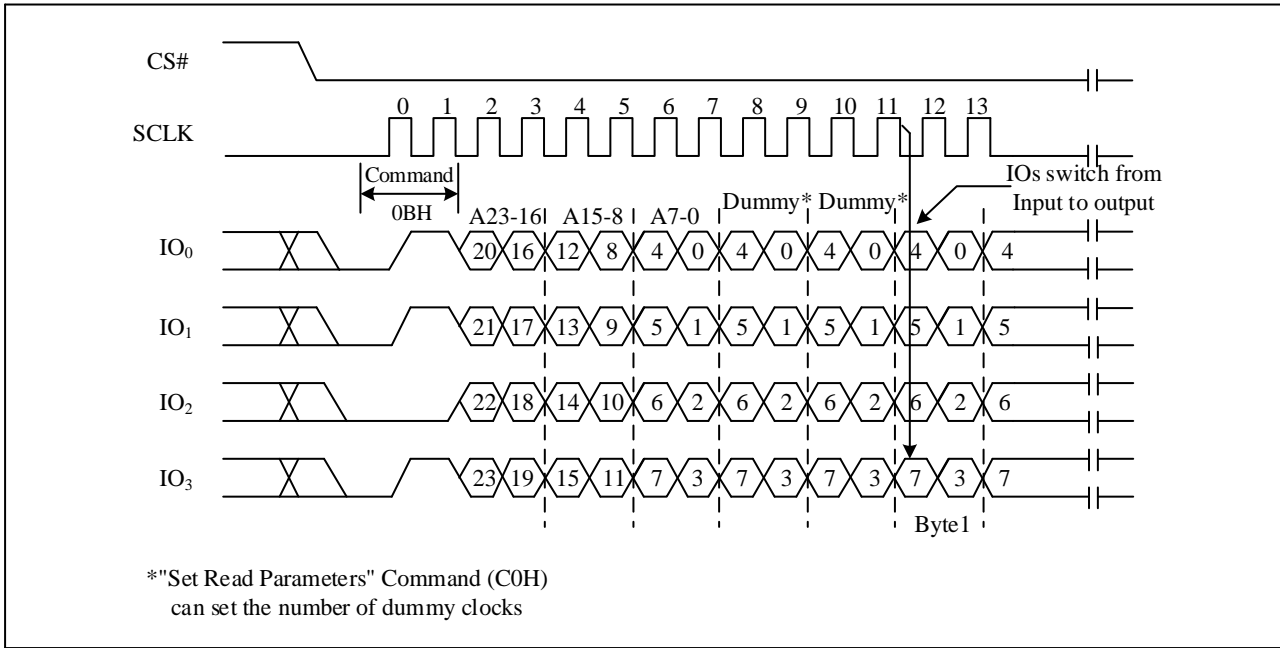 CS#
0 1 2 3 4 5 6 7 8 9 10 11 12 13
SCLK
Command
IOs switch from
Input to output
0BH
A23-16 A15-8 A7-0 Dummy* Dummy*
IO0 20 16 12 8 4 0 4 0 4 0 4 0 4
IO1 21 17 13 9 5 1 5 1 5 1 5 1 5
IO2 22 18 14 10 6 2 6 2 6 2 6 2 6
IO3 23 19 15 11 7 3 7 3 7 3 7 3 7
Byte1
*"Set Read Parameters" Command (C0H)
can set the number of dummy clocks